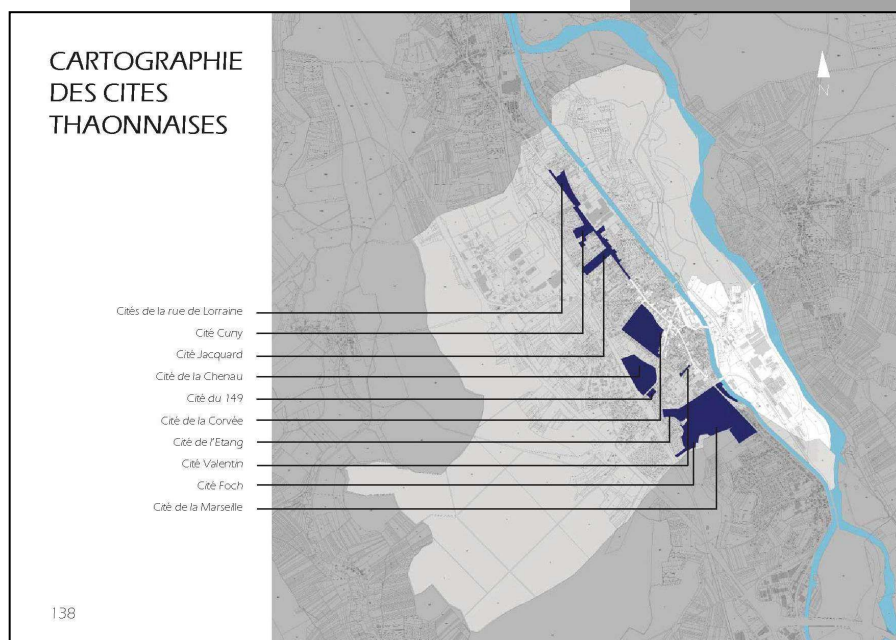 CARTOGRAPHIE
DES CITES
THAONNAISES
N
Cités de la rue de Lorraine
Cité Cuny
Cité Jacquard
Cité de la Chenau
Cité du 149
Cité de la Corvée
Cité de l'Etang
Cité Valentin
Cité Foch
Cité de la Marseille
138